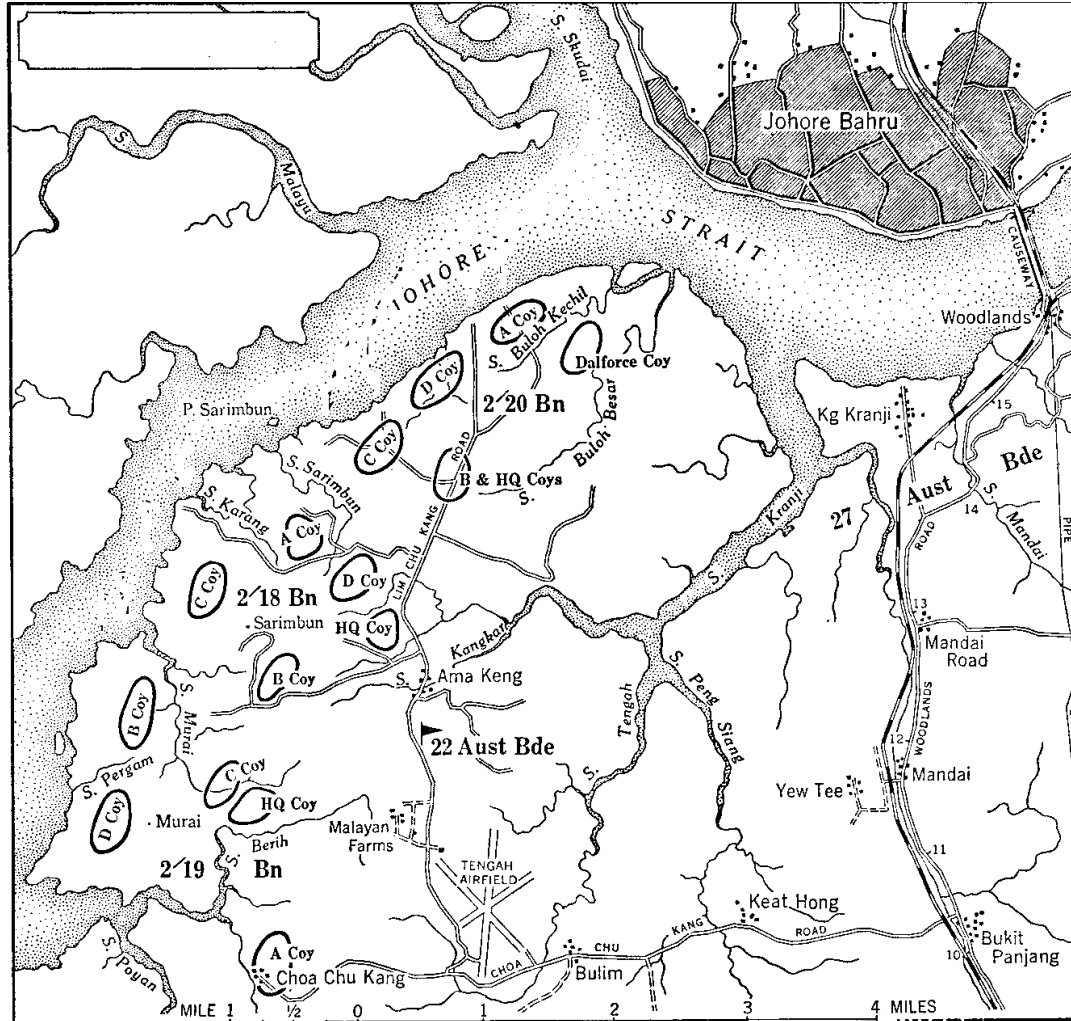 S. Skudai
Johore Bahru
S. Malayu
JOHORE STRAIT
CAUSEWAY
Woodlands
A Coy
S. Buloh Kechil
Dalforce Coy
D Coy
2/20 Bn
S. Buloh Besar
P. Sarimbun
C Coy
B & HQ Coys
Kg Kranji
15
27 Aust Bde
14
S. Mandai
PIPE
S. Sarimbun
S. Karang
A Coy
LIM CHU KANG ROAD
S. Kranji
C Coy
2/18 Bn
D Coy
Sarimbun
HQ Coy
13
Mandai
Road
B Coy
S. Kangkar
Ama Keng
S. Peng Siang
S. Tengah
B Coy
S. Murai
22 Aust Bde
WOODLANDS ROAD
12
Mandai
S. Pergam
C Coy
HQ Coy
Yew Tee
D Coy
Murai
S. Berih
Malayan
Farms
TENGAH
AIRFIELD
11
2/19 Bn
Keat Hong
S. Poyan
A Coy
Choa Chu Kang
CHOA CHU KANG ROAD
Bulim
10
Bukit
Panjang
MILE 1 ½ 0 1 2 3 4 MILES